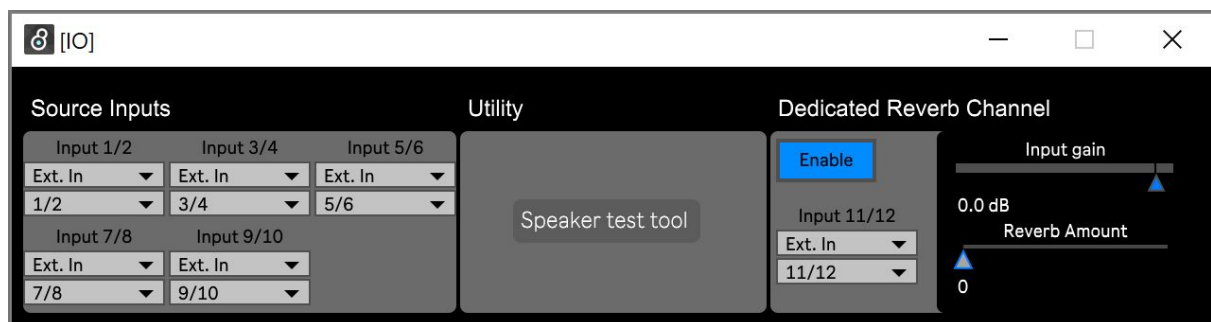 [IO]
Source Inputs
Input 1/2 Input 3/4 Input 5/6
Ext. In Ext. In Ext. In
1/2 3/4 5/6
Input 7/8 Input 9/10
Ext. In Ext. In
7/8 9/10
Utility
Speaker test tool
Dedicated Reverb Channel
Enable
Input 11/12
Ext. In
11/12
Input gain
0.0 dB
Reverb Amount
0